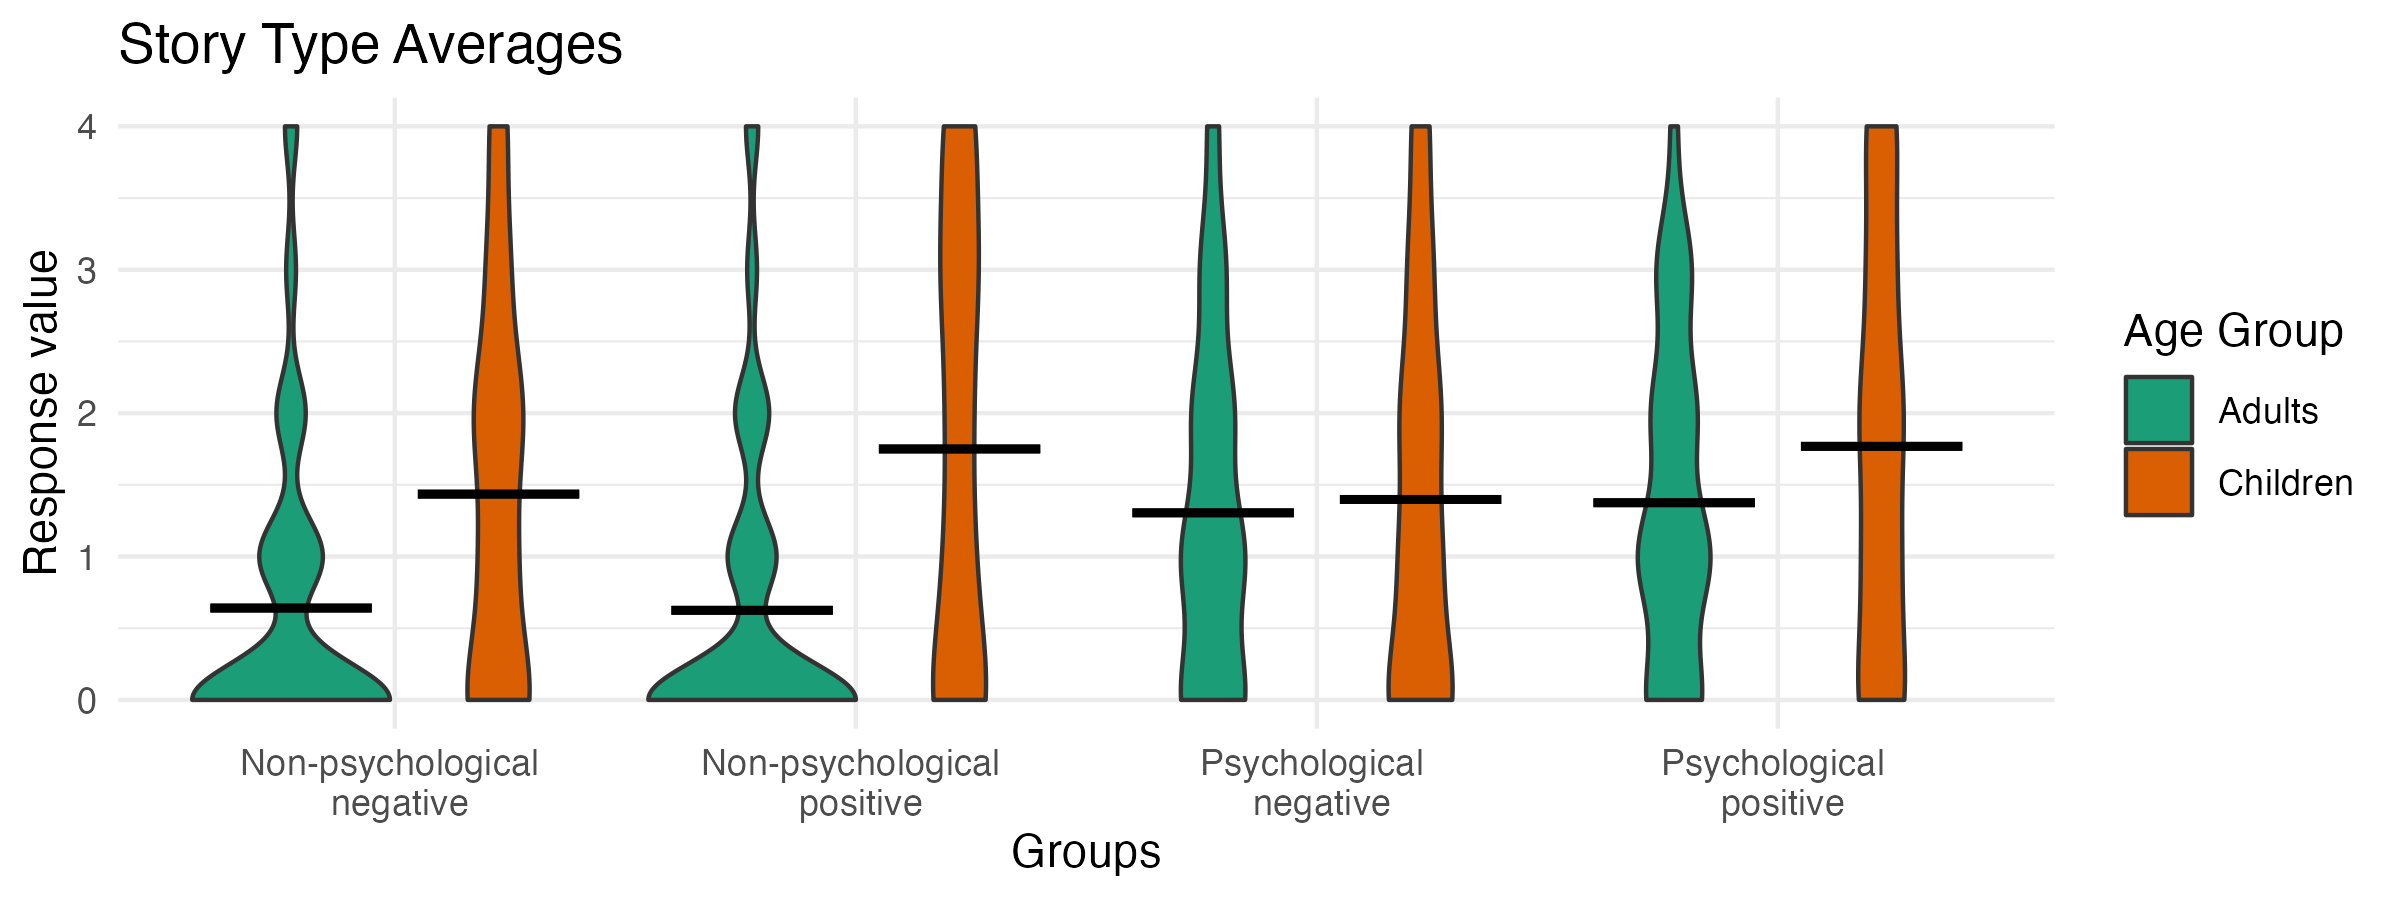 Story Type Averages
Response value
4
3
2
1
0
Non-psychological
negative
Non-psychological
positive
Psychological
negative
Psychological
positive
Groups
Age Group
Adults
Children